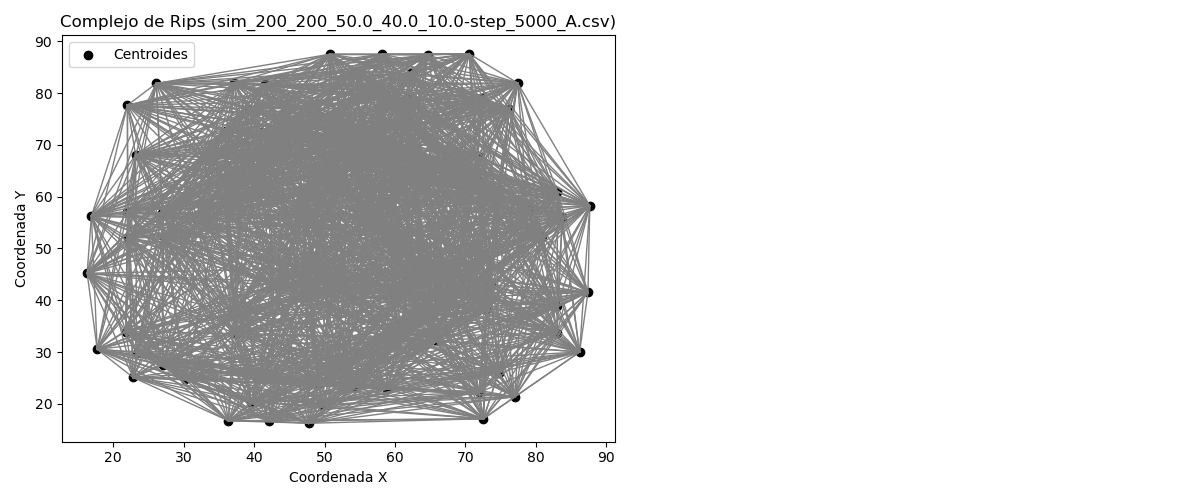 Complejo de Rips (sim_200_200_50.0_40.0_10.0-step_5000_A.csv)
Centroides
90
80
70
60
50
40
30
20
Coordenada Y
20 30 40 50 60 70 80 90
Coordenada X